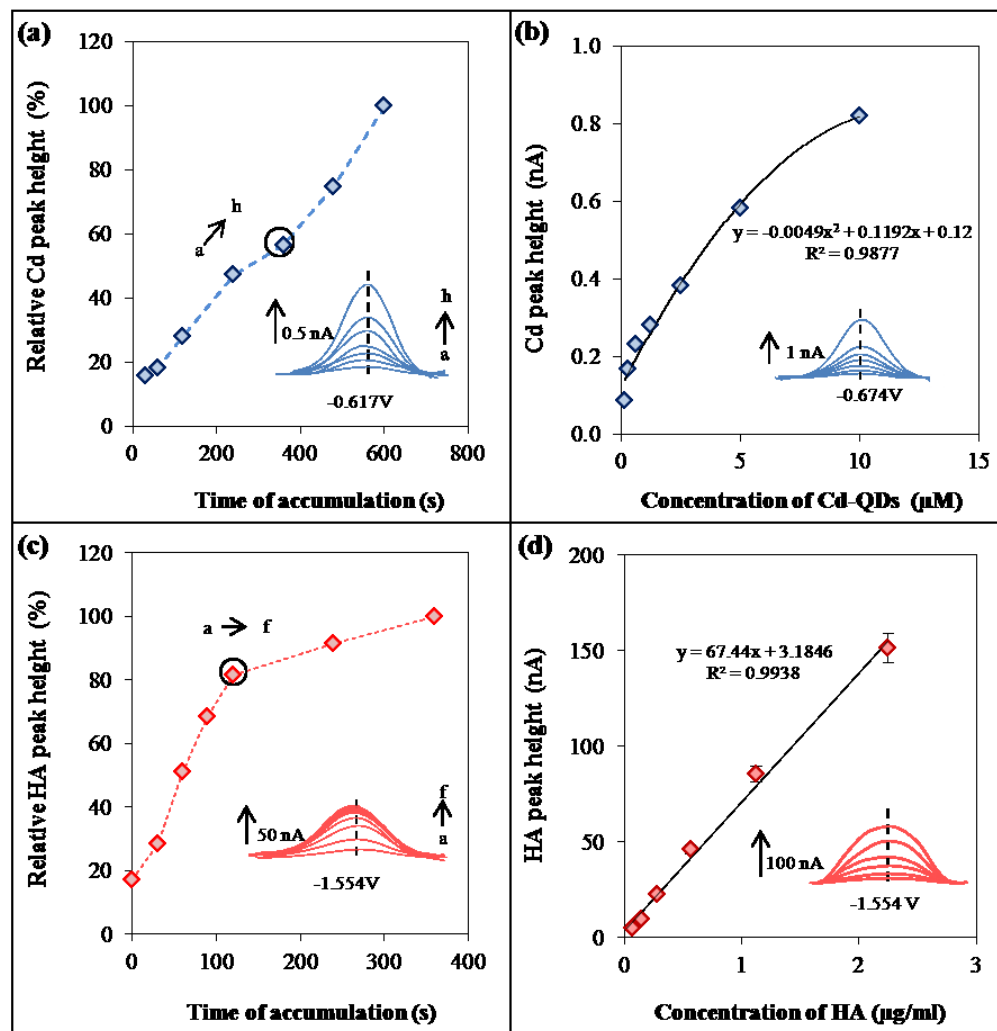 (a)
120
100
80
60
40
20
0
0 200 400 600 800
Relative Cd peak height (%)
Time of accumulation (s)
h
a
0.5 nA
h
a
-0.617V
(b)
1.0
0.8
0.6
0.4
0.2
0.0
0 5 10 15
Cd peak height (nA)
Concentration of Cd-QDs (µM)
y = -0.0049x² + 0.1192x + 0.12
R² = 0.9877
1 nA
-0.674V
(c)
120
100
80
60
40
20
0
0 100 200 300 400
Relative HA peak height (%)
Time of accumulation (s)
a f
50 nA
f
a
-1.554V
(d)
200
150
100
50
0
0 1 2 3
HA peak height (nA)
Concentration of HA (µg/ml)
y = 67.44x + 3.1846
R² = 0.9938
100 nA
-1.554 V